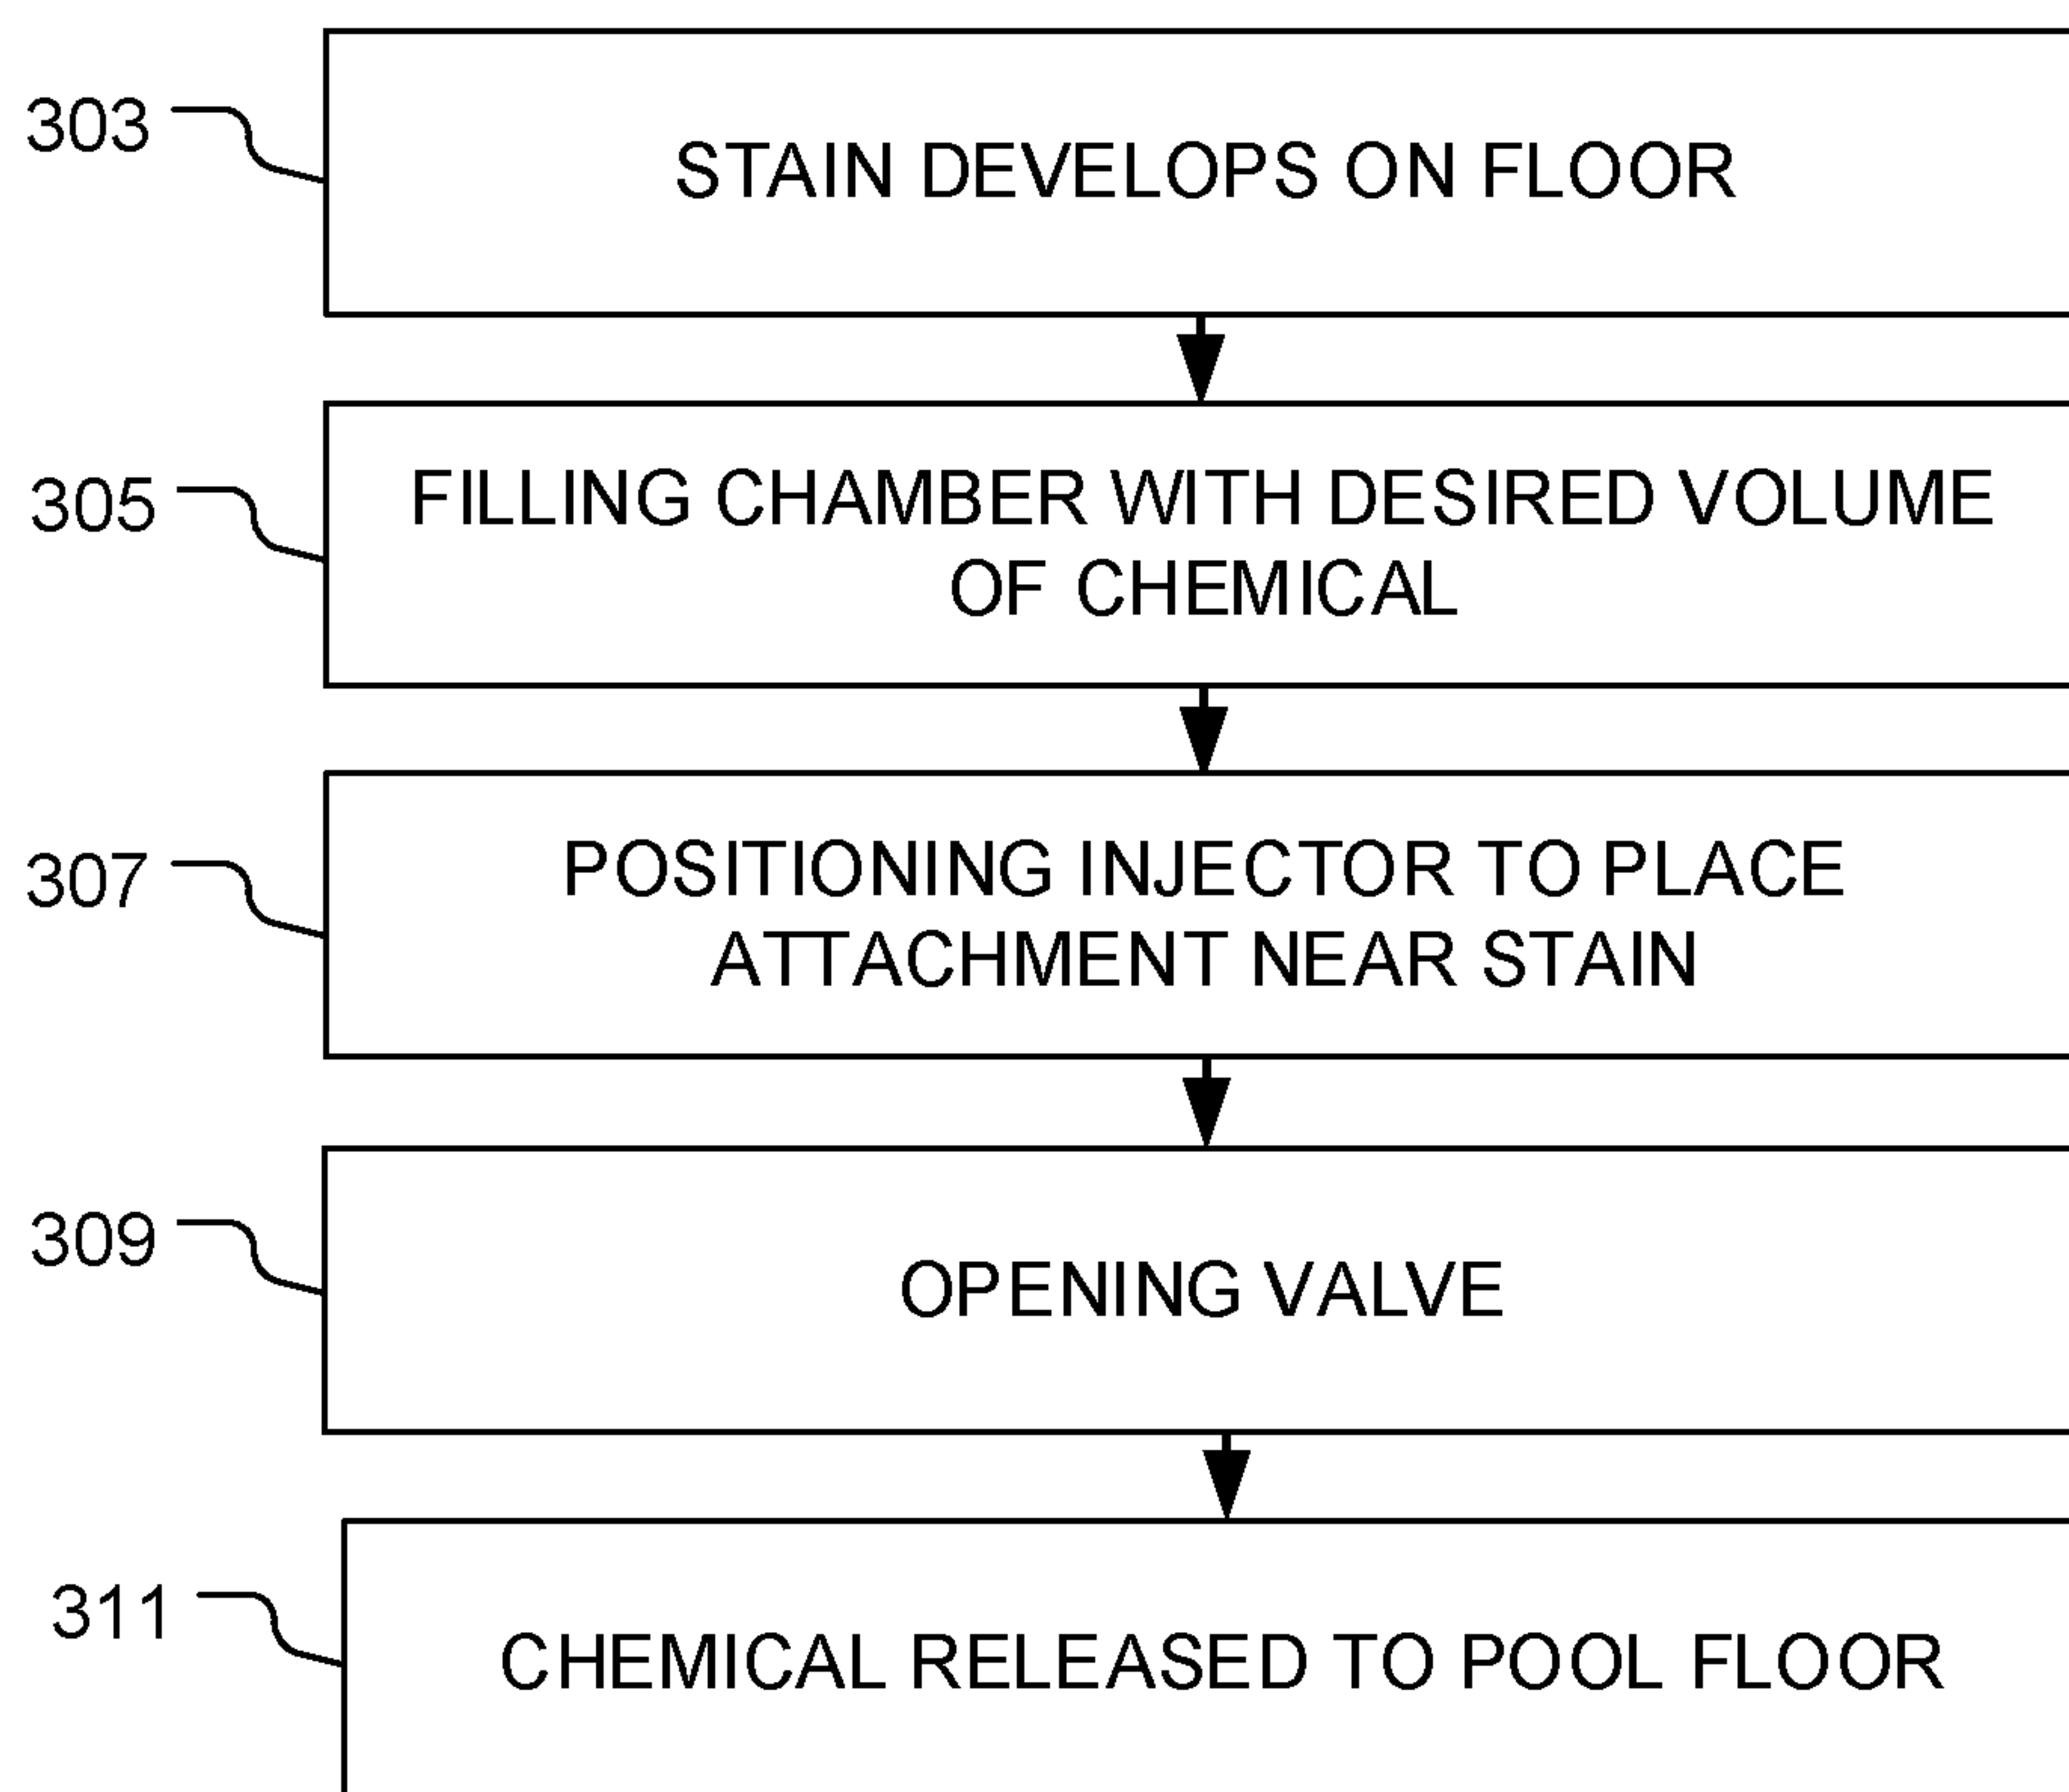 303
STAIN DEVELOPS ON FLOOR
305
FILLING CHAMBER WITH DESIRED VOLUME
OF CHEMICAL
307
POSITIONING INJECTOR TO PLACE
ATTACHMENT NEAR STAIN
309
OPENING VALVE
311
CHEMICAL RELEASED TO POOL FLOOR